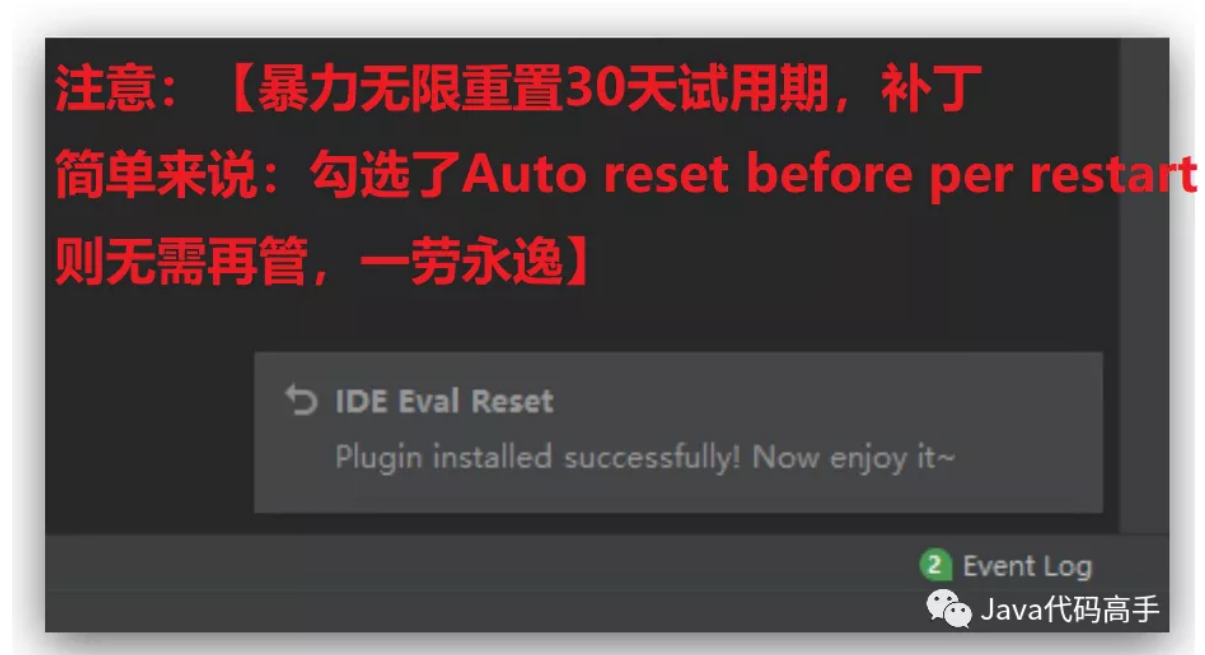 注意：【暴力无限重置30天试用期，补丁
简单来说：勾选了Auto reset before per restart
则无需再管，一劳永逸】
IDE Eval Reset
Plugin installed successfully! Now enjoy it~
2 Event Log
Java代码高手